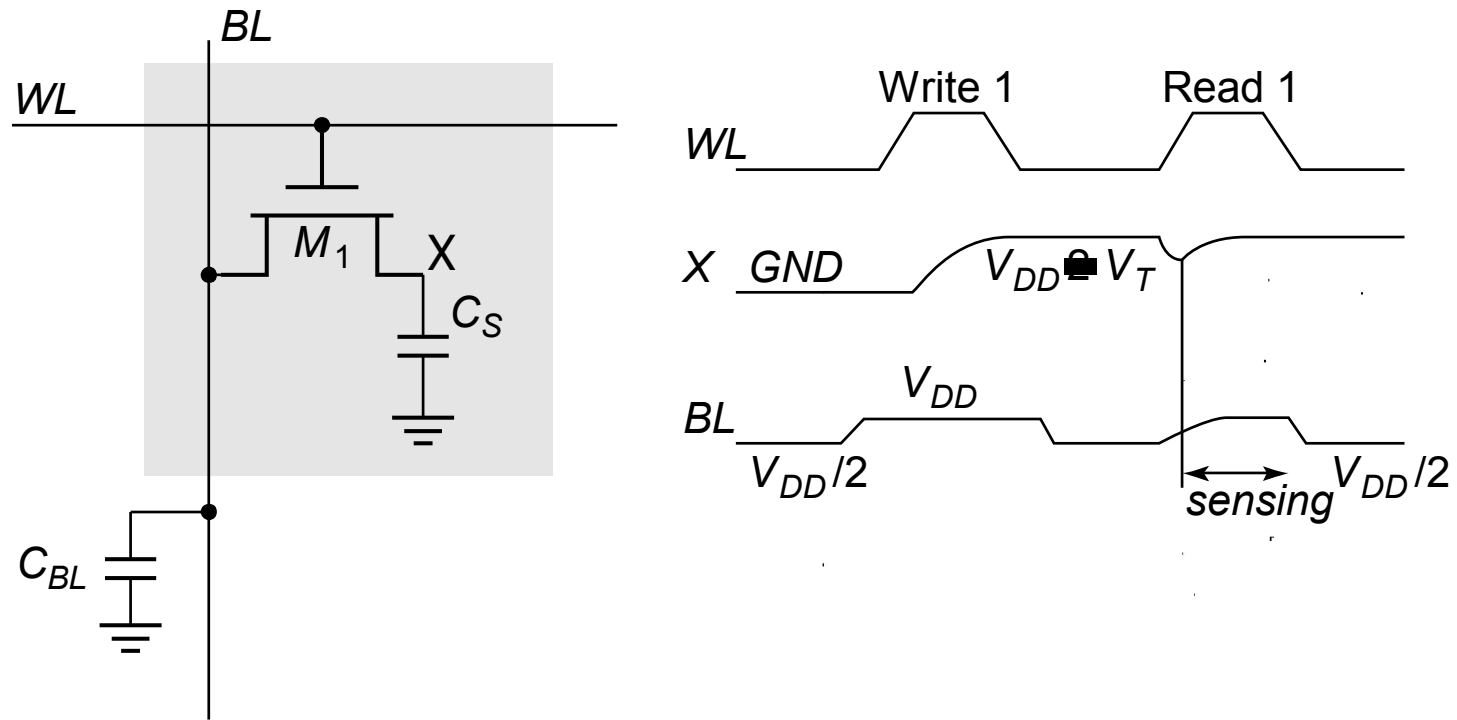 BL
WL
M1
X
CS
CBL
Write 1
Read 1
WL
X
GND
VDD
VT
VDD
BL
VDD/2
sensing
VDD/2